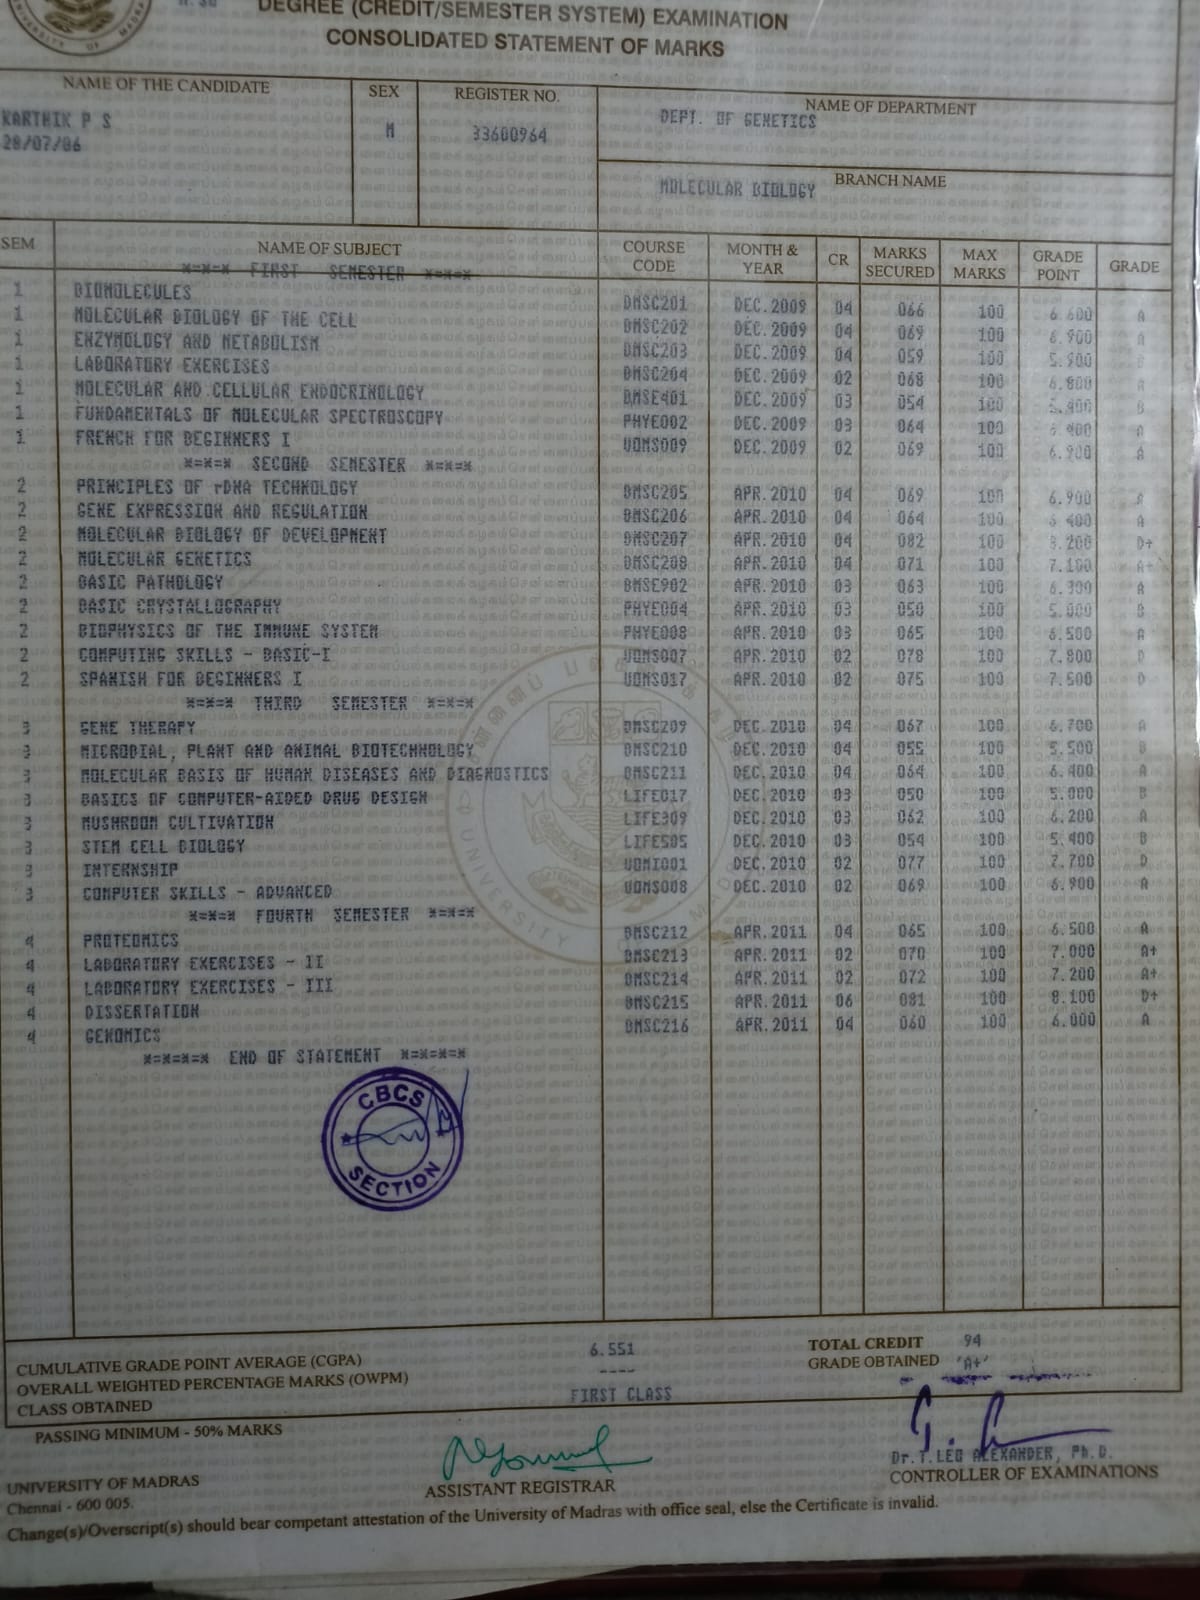 DEGREE (CREDIT/SEMESTER SYSTEM) EXAMINATION
CONSOLIDATED STATEMENT OF MARKS
NAME OF THE CANDIDATE SEX REGISTER NO. NAME OF DEPARTMENT
KARTHIK P S M 33600964 DEPT. OF GENETICS
28/07/86
BRANCH NAME
MOLECULAR BIOLOGY
SEM NAME OF SUBJECT COURSE CODE MONTH & YEAR CR MARKS SECURED MAX MARKS GRADE POINT GRADE
*=*=* FIRST SEMESTER *=*=*
1 BIOMOLECULES BMSC201 DEC.2009 04 066 100 6.600 A
1 MOLECULAR BIOLOGY OF THE CELL BMSC202 DEC.2009 04 069 100 6.900 A
1 ENZYMOLOGY AND METABOLISM BMSC203 DEC.2009 04 059 100 5.900 B
1 LABORATORY EXERCISES BMSC204 DEC.2009 02 068 100 6.800 A
1 MOLECULAR AND CELLULAR ENDOCRINOLOGY BMSE401 DEC.2009 03 054 100 5.400 B
1 FUNDAMENTALS OF MOLECULAR SPECTROSCOPY PHYE002 DEC.2009 03 064 100 6.400 A
1 FRENCH FOR BEGINNERS I UOMS009 DEC.2009 02 069 100 6.900 A
*=*=* SECOND SEMESTER *=*=*
2 PRINCIPLES OF rDNA TECHNOLOGY BMSC205 APR.2010 04 069 100 6.900 A
2 GENE EXPRESSION AND REGULATION BMSC206 APR.2010 04 064 100 6.400 A
2 MOLECULAR BIOLOGY OF DEVELOPMENT BMSC207 APR.2010 04 082 100 8.200 D+
2 MOLECULAR GENETICS BMSC208 APR.2010 04 071 100 7.100 A+
2 BASIC PATHOLOGY BMSE902 APR.2010 03 063 100 6.300 A
2 BASIC CRYSTALLOGRAPHY PHYE004 APR.2010 03 050 100 5.000 B
2 BIOPHYSICS OF THE IMMUNE SYSTEM PHYE008 APR.2010 03 065 100 6.500 A
2 COMPUTING SKILLS - BASIC-I UOMS007 APR.2010 02 078 100 7.800 D
2 SPANISH FOR BEGINNERS I UOMS017 APR.2010 02 075 100 7.500 D
*=*=* THIRD SEMESTER *=*=*
3 GENE THERAPY BMSC209 DEC.2010 04 067 100 6.700 A
3 MICROBIAL, PLANT AND ANIMAL BIOTECHNOLOGY BMSC210 DEC.2010 04 055 100 5.500 B
3 MOLECULAR BASIS OF HUMAN DISEASES AND DIAGNOSTICS BMSC211 DEC.2010 04 064 100 6.400 A
3 BASICS OF COMPUTER-AIDED DRUG DESIGN LIFE017 DEC.2010 03 050 100 5.000 B
3 MUSHROOM CULTIVATION LIFE309 DEC.2010 03 062 100 6.200 A
3 STEM CELL BIOLOGY LIFE505 DEC.2010 03 054 100 5.400 B
3 INTERNSHIP UOMI001 DEC.2010 02 077 100 7.700 D
3 COMPUTER SKILLS - ADVANCED UOMS008 DEC.2010 02 069 100 6.900 A
*=*=* FOURTH SEMESTER *=*=*
4 PROTEOMICS BMSC212 APR.2011 04 065 100 6.500 A
4 LABORATORY EXERCISES - II BMSC213 APR.2011 02 070 100 7.000 A+
4 LABORATORY EXERCISES - III BMSC214 APR.2011 02 072 100 7.200 A+
4 DISSERTATION BMSC215 APR.2011 06 081 100 8.100 D+
4 GENOMICS BMSC216 APR.2011 04 060 100 6.000 A
*=*=*=* END OF STATEMENT *=*=*=*
CBCS
SECTION
CUMULATIVE GRADE POINT AVERAGE (CGPA) 6.551 TOTAL CREDIT 94
OVERALL WEIGHTED PERCENTAGE MARKS (OWPM) ---- GRADE OBTAINED 'A+'
CLASS OBTAINED FIRST CLASS
PASSING MINIMUM - 50% MARKS
UNIVERSITY OF MADRAS
Chennai - 600 005.
ASSISTANT REGISTRAR
Dr.T.LEO ALEXANDER, Ph.D.
CONTROLLER OF EXAMINATIONS
Change(s)/Overscript(s) should bear competant attestation of the University of Madras with office seal, else the Certificate is invalid.